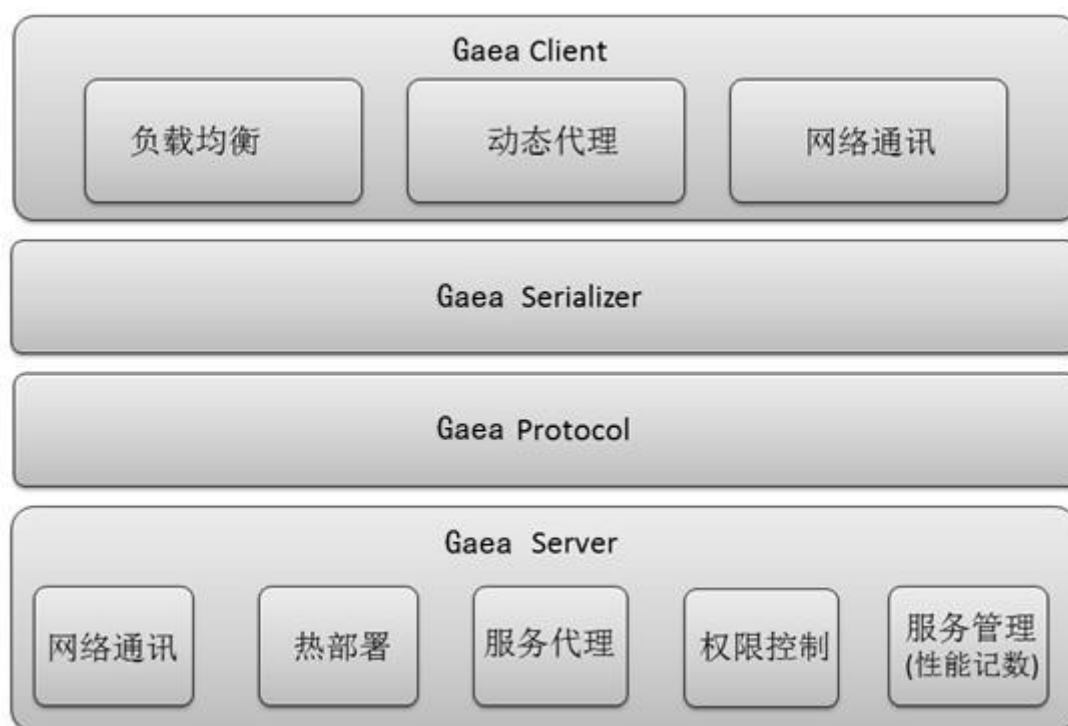 Gaea Client
负载均衡
动态代理
网络通讯
Gaea Serializer
Gaea Protocol
Gaea Server
网络通讯
热部署
服务代理
权限控制
服务管理
(性能记数)